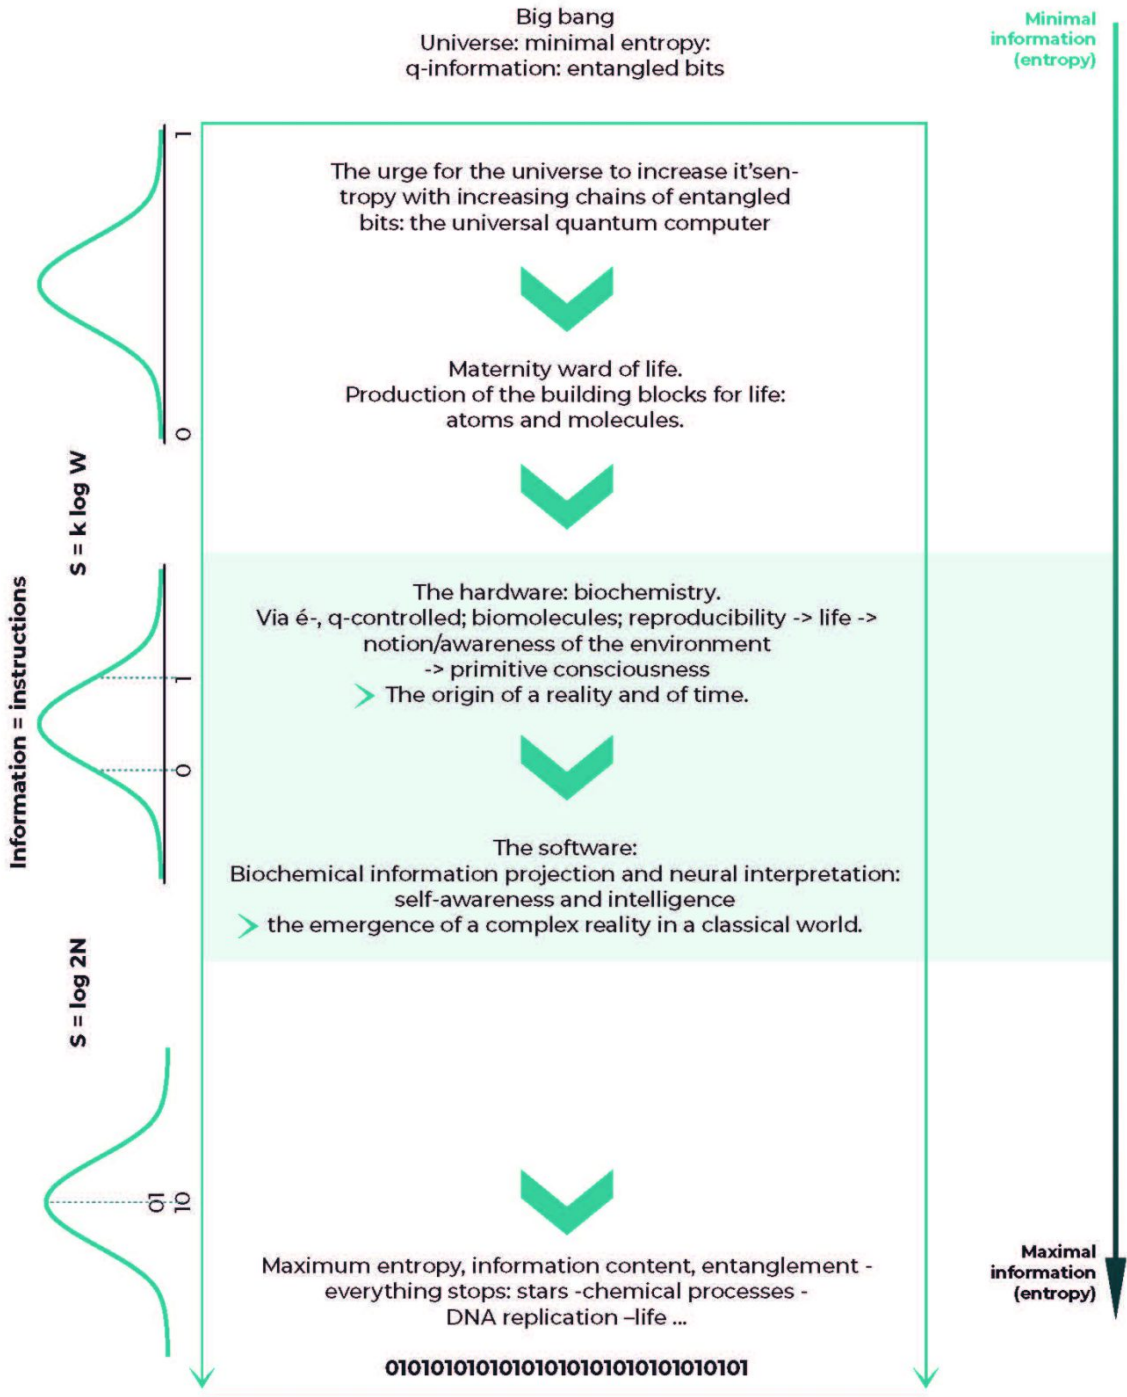 Big bang
Universe: minimal entropy:
q-information: entangled bits
Minimal
information
(entropy)
1
The urge for the universe to increase it'sen-
tropy with increasing chains of entangled
bits: the universal quantum computer
Maternity ward of life.
Production of the building blocks for life:
atoms and molecules.
0
S = k log W
The hardware: biochemistry.
Via é-, q-controlled; biomolecules; reproducibility -> life ->
notion/awareness of the environment
-> primitive consciousness
The origin of a reality and of time.
1
0
Information = instructions
The software:
Biochemical information projection and neural interpretation:
self-awareness and intelligence
the emergence of a complex reality in a classical world.
S = log 2N
01
10
Maximum entropy, information content, entanglement -
everything stops: stars -chemical processes -
DNA replication –life ...
Maximal
information
(entropy)
0101010101010101010101010101010101